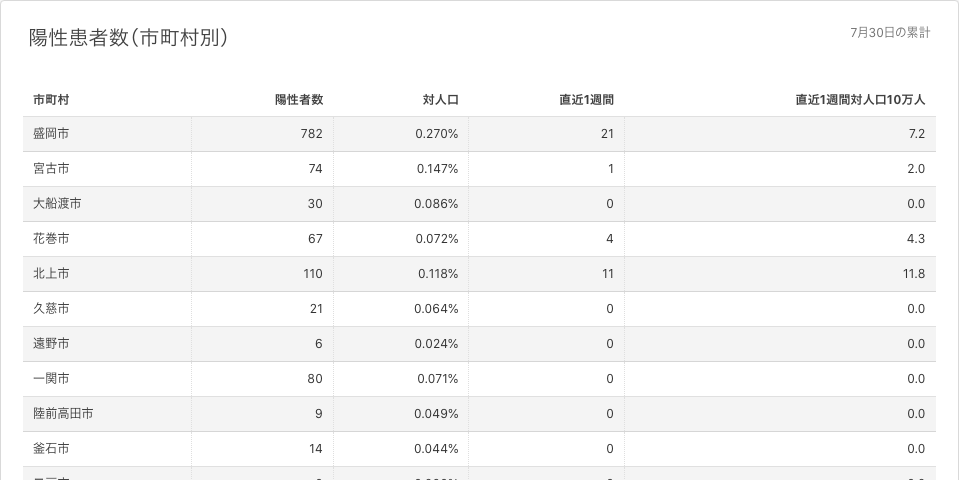 陽性患者数(市町村別)
7月30日の累計
市町村 陽性者数 対人口 直近1週間 直近1週間対人口10万人
盛岡市 782 0.270% 21 7.2
宮古市 74 0.147% 1 2.0
大船渡市 30 0.086% 0 0.0
花巻市 67 0.072% 4 4.3
北上市 110 0.118% 11 11.8
久慈市 21 0.064% 0 0.0
遠野市 6 0.024% 0 0.0
一関市 80 0.071% 0 0.0
陸前高田市 9 0.049% 0 0.0
釜石市 14 0.044% 0 0.0